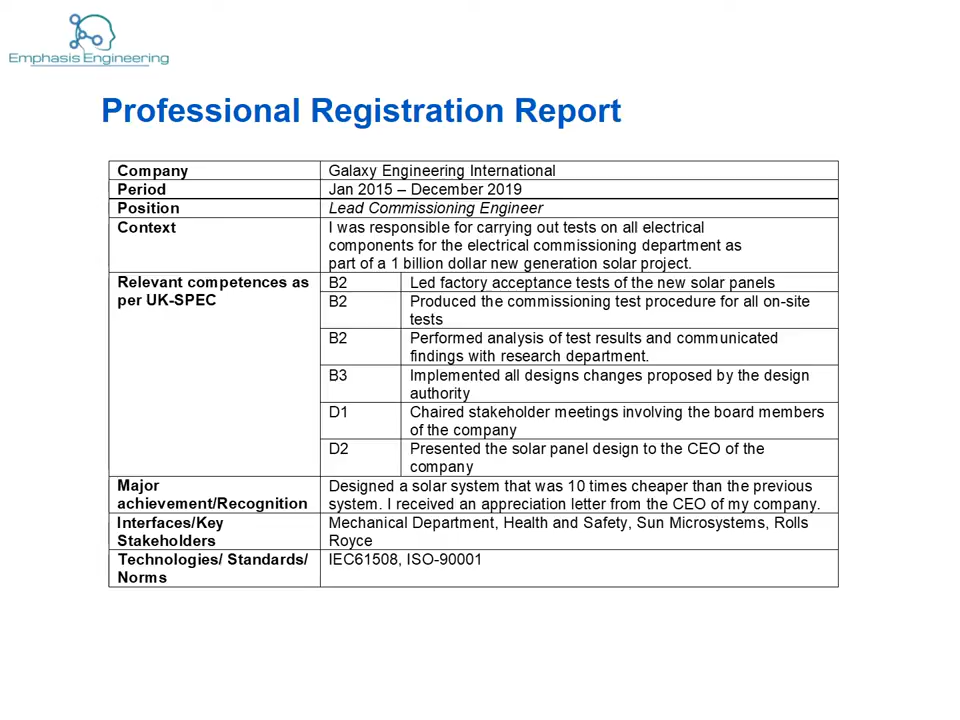 Emphasis Engineering
Professional Registration Report
Company Galaxy Engineering International
Period Jan 2015 – December 2019
Position Lead Commissioning Engineer
Context I was responsible for carrying out tests on all electrical
components for the electrical commissioning department as
part of a 1 billion dollar new generation solar project.
Relevant competences as B2 Led factory acceptance tests of the new solar panels
per UK-SPEC B2 Produced the commissioning test procedure for all on-site
tests
B2 Performed analysis of test results and communicated
findings with research department.
B3 Implemented all designs changes proposed by the design
authority
D1 Chaired stakeholder meetings involving the board members
of the company
D2 Presented the solar panel design to the CEO of the
company
Major Designed a solar system that was 10 times cheaper than the previous
achievement/Recognition system. I received an appreciation letter from the CEO of my company.
Interfaces/Key Mechanical Department, Health and Safety, Sun Microsystems, Rolls
Stakeholders Royce
Technologies/ Standards/ IEC61508, ISO-90001
Norms